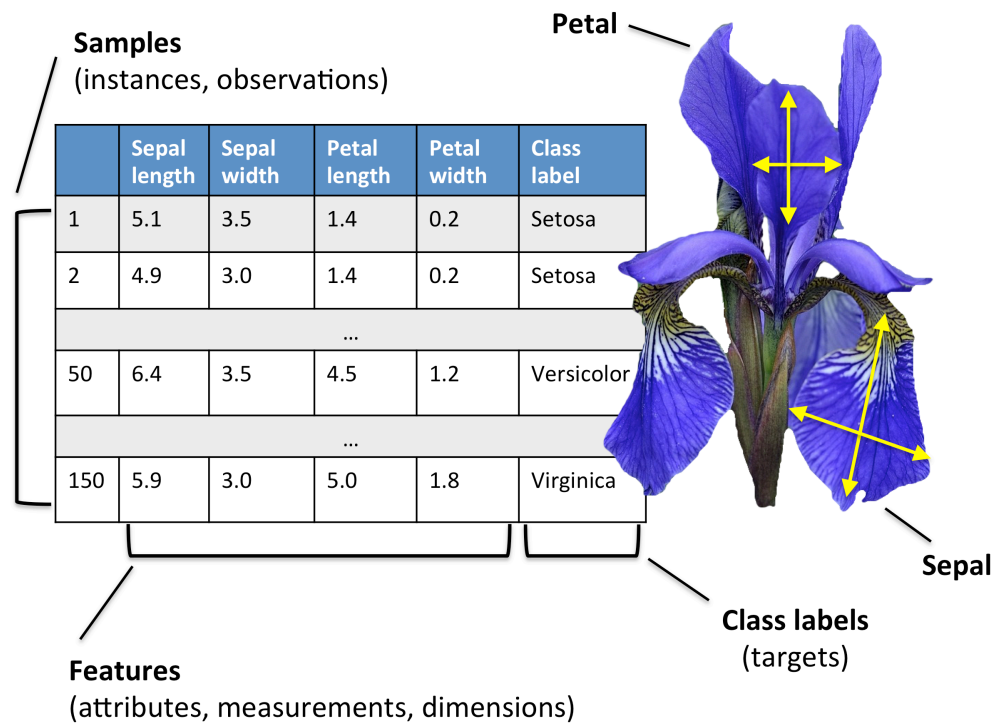 Samples
(instances, observations)
Petal
Sepal length Sepal width Petal length Petal width Class label
1 5.1 3.5 1.4 0.2 Setosa
2 4.9 3.0 1.4 0.2 Setosa
...
50 6.4 3.5 4.5 1.2 Versicolor
...
150 5.9 3.0 5.0 1.8 Virginica
Sepal
Class labels
(targets)
Features
(attributes, measurements, dimensions)